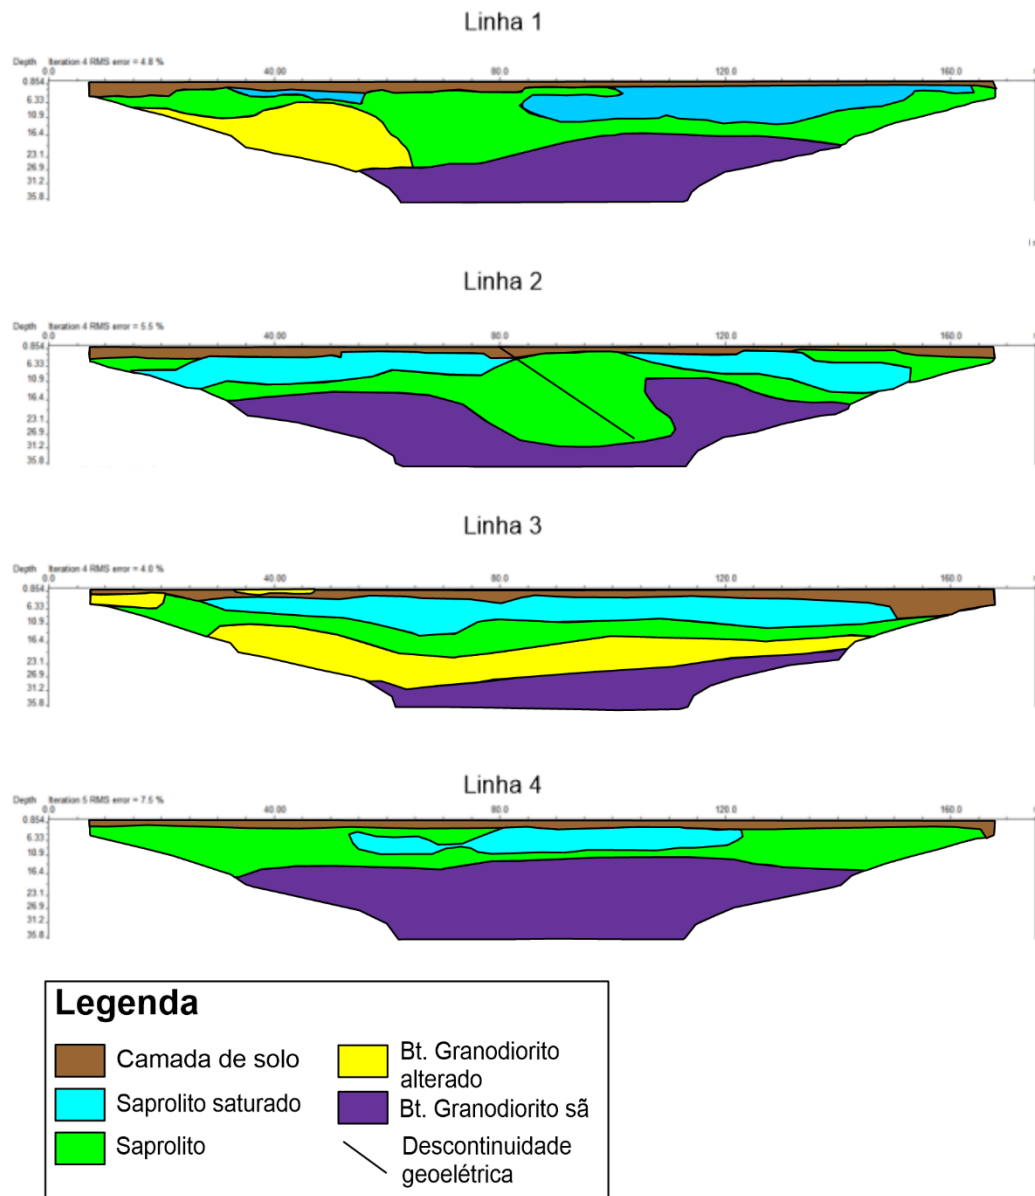 Linha 1
Depth Iteration 4 RMS error = 4.8 %
0.0 40.00 80.0 120.0 160.0
0.854
6.33
10.9
16.4
23.1
26.9
31.2
35.8
Linha 2
Depth Iteration 4 RMS error = 5.5 %
0.0 40.00 80.0 120.0 160.0
0.854
6.33
10.9
16.4
23.1
26.9
31.2
35.8
Linha 3
Depth Iteration 4 RMS error = 4.0 %
0.0 40.00 80.0 120.0 160.0
0.854
6.33
10.9
16.4
23.1
26.9
31.2
35.8
Linha 4
Depth Iteration 5 RMS error = 7.5 %
0.0 40.00 80.0 120.0 160.0
0.854
6.33
10.9
16.4
23.1
26.9
31.2
35.8
Legenda
Camada de solo
Saprolito saturado
Saprolito
Bt. Granodiorito
alterado
Bt. Granodiorito sã
Descontinuidade
geoelétrica